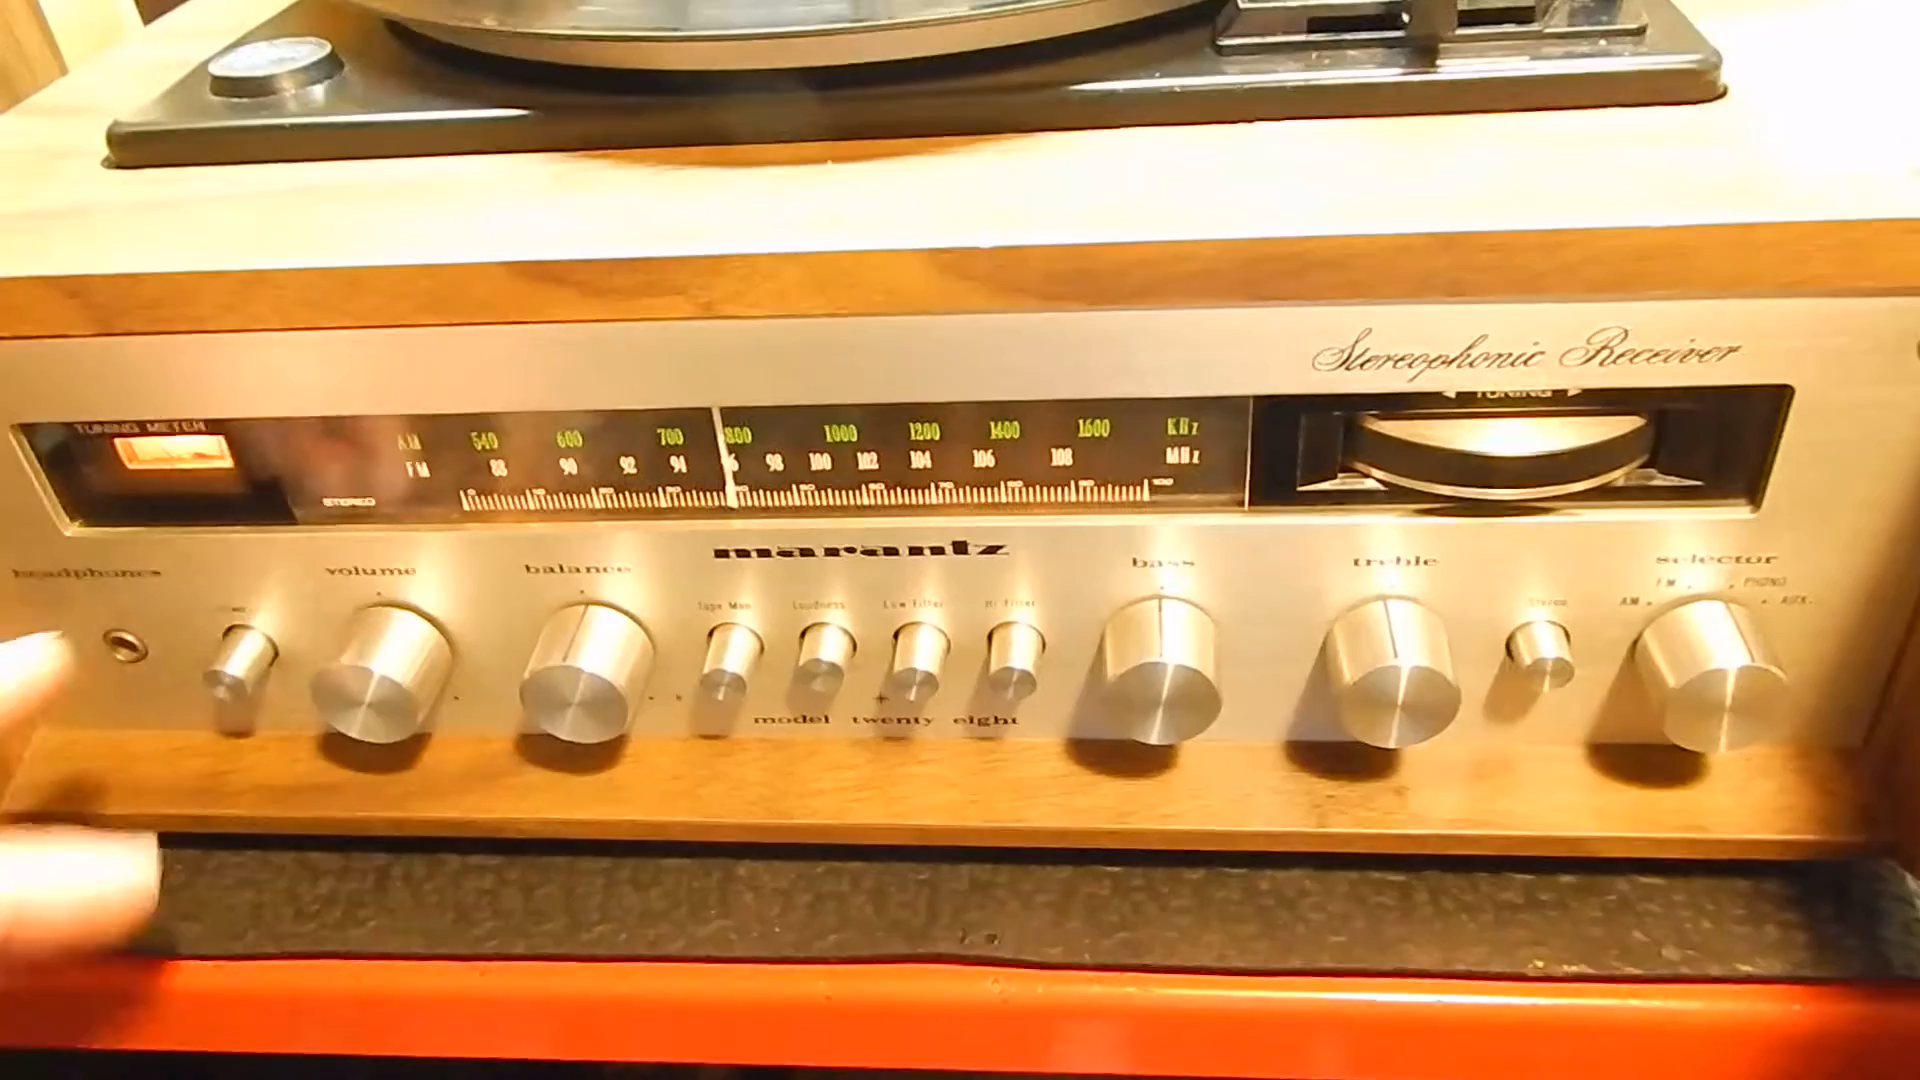 Stereophonic Receiver
TUNING METER
TUNING
AM 540 600 700 800 1000 1200 1400 1600 KHz
FM 88 90 92 94 98 100 102 104 106 108 MHz
STEREO
marantz
headphones volume balance bass treble selector
Tape Mon Loudness Low Filter Hi Filter Stereo
AM FM PHONO AUX.
model twenty eight